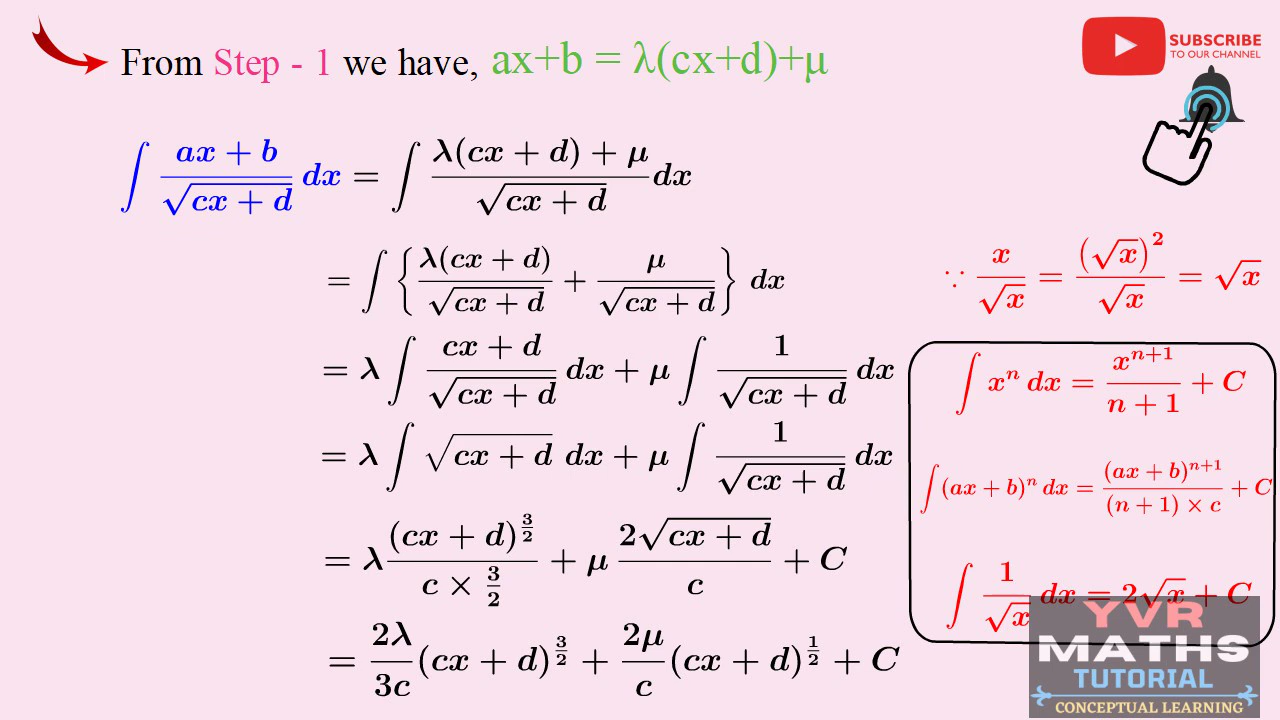 From Step - 1 we have, ax+b = λ(cx+d)+μ
SUBSCRIBE
TO OUR CHANNEL
∫ (ax + b)/√(cx + d) dx = ∫ (λ(cx + d) + μ)/√(cx + d) dx
= ∫ {λ(cx + d)/√(cx + d) + μ/√(cx + d)} dx
∵ x/√x = (√x)²/√x = √x
= λ ∫ (cx + d)/√(cx + d) dx + μ ∫ 1/√(cx + d) dx
= λ ∫ √(cx + d) dx + μ ∫ 1/√(cx + d) dx
= λ (cx + d)^(3/2)/(c × 3/2) + μ 2√(cx + d)/c + C
= 2λ/3c (cx + d)^(3/2) + 2μ/c (cx + d)^(1/2) + C
∫ xⁿ dx = xⁿ⁺¹/(n + 1) + C
∫(ax + b)ⁿ dx = (ax + b)ⁿ⁺¹/((n + 1) × c) + C
∫ 1/√x dx = 2√x + C
YVR
MATHS
TUTORIAL
CONCEPTUAL LEARNING